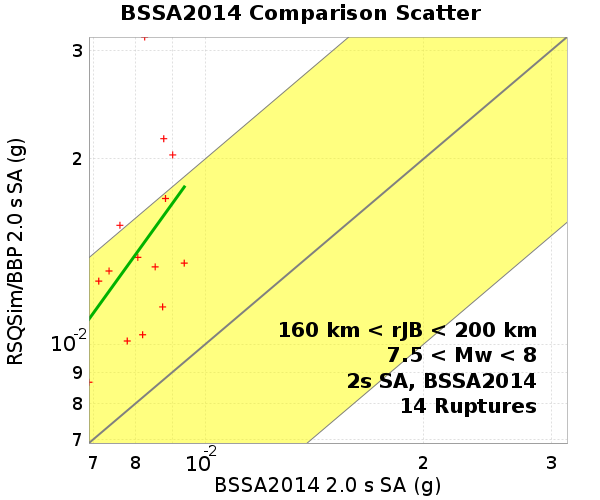 BSSA2014 Comparison Scatter
RSQSim/BBP 2.0 s SA (g)
3
2
10-2
9
8
7
160 km < rJB < 200 km
7.5 < Mw < 8
2s SA, BSSA2014
14 Ruptures
7 8 10-2 2 3
BSSA2014 2.0 s SA (g)